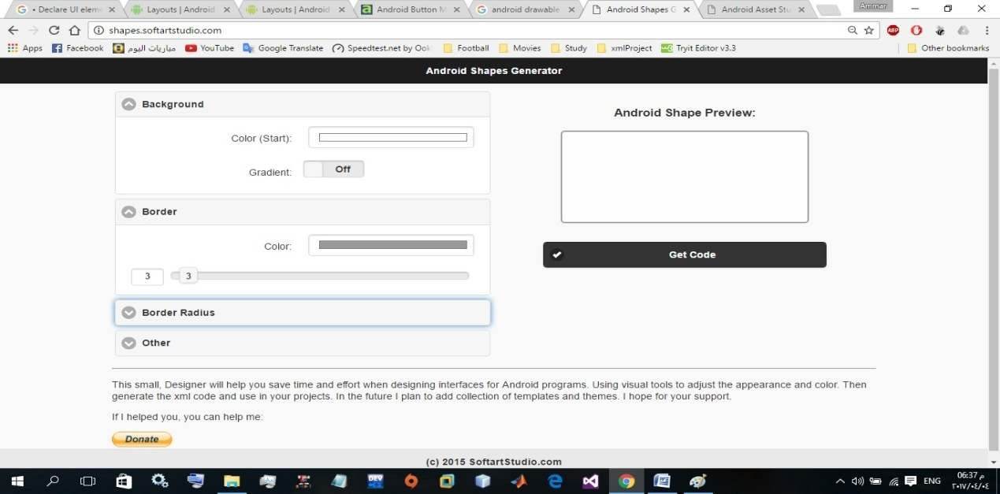 • Declare UI elem
Layouts | Android
Layouts | Android
Android Button M
android drawable
Android Shapes G
Android Asset Stu
Ammar
shapes.softartstudio.com
ABP
Apps
Facebook
مباريات اليوم
YouTube
Google Translate
Speedtest.net by Ook
Football
Movies
Study
xmlProject
Tryit Editor v3.3
Other bookmarks
Android Shapes Generator
Background
Color (Start):
Gradient:
Off
Border
Color:
3
3
Border Radius
Other
Android Shape Preview:
Get Code
This small, Designer will help you save time and effort when designing interfaces for Android programs. Using visual tools to adjust the appearance and color. Then
generate the xml code and use in your projects. In the future I plan to add collection of templates and themes. I hope for your support.
If I helped you, you can help me:
Donate
(c) 2015 SoftartStudio.com
DEV
ENG
06:37 م
٢٠١٧/٠٤/٠٤